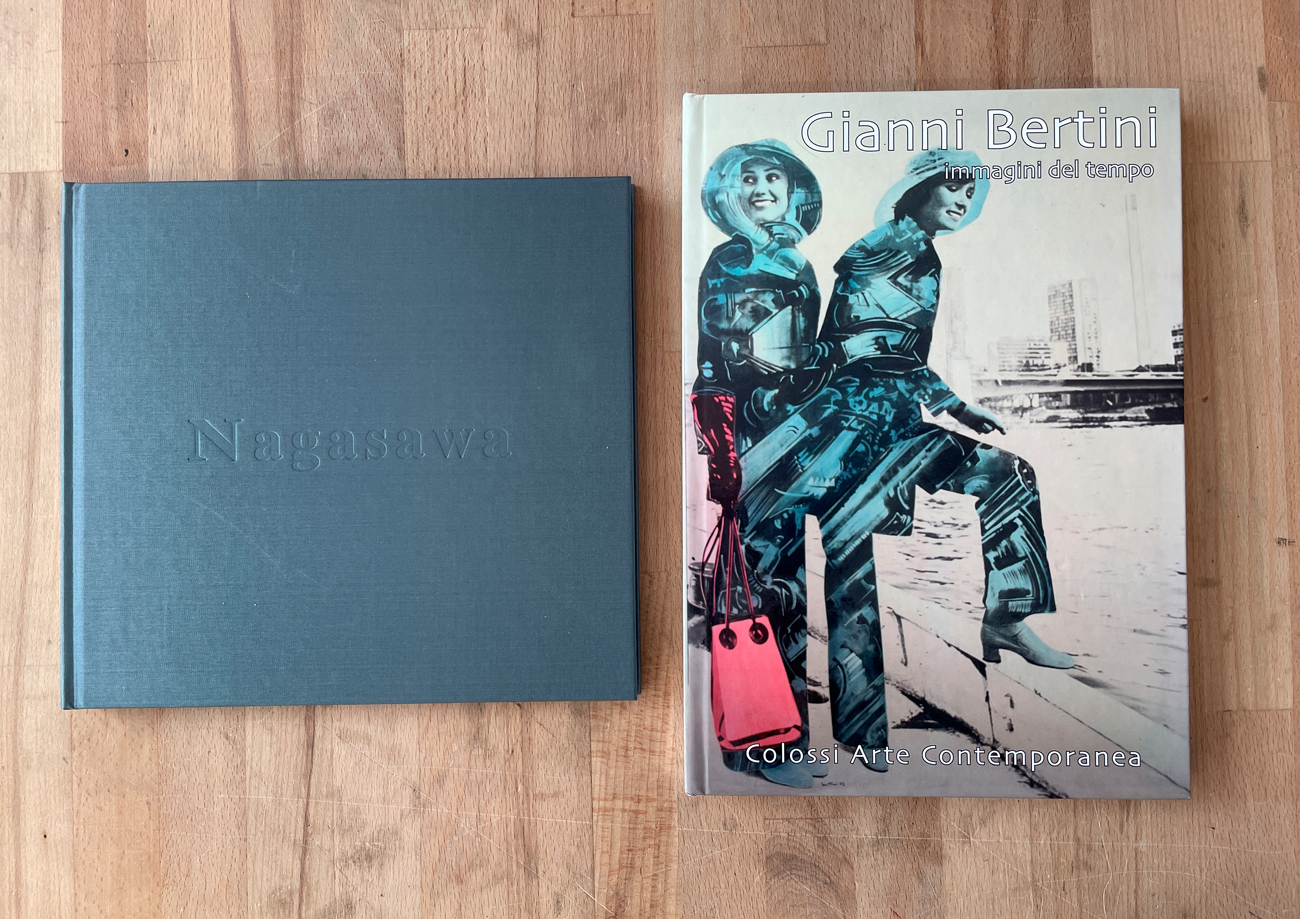 Nagasawa
Gianni Bertini
immagini del tempo
Colossi Arte Contemporanea